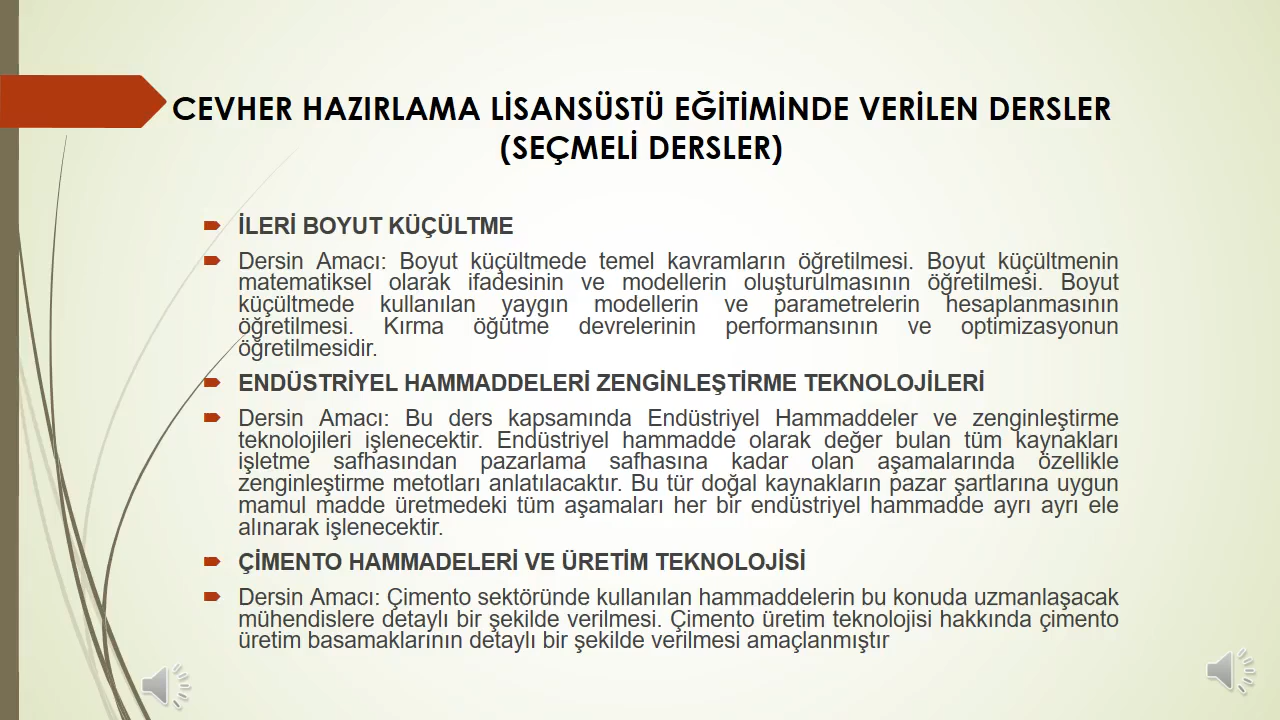 CEVHER HAZIRLAMA LİSANSÜSTÜ EĞİTİMİNDE VERİLEN DERSLER
(SEÇMELİ DERSLER)
İLERİ BOYUT KÜÇÜLTME
Dersin Amacı: Boyut küçültmede temel kavramların öğretilmesi. Boyut küçültmenin
matematiksel olarak ifadesinin ve modellerin oluşturulmasının öğretilmesi. Boyut
küçültmede kullanılan yaygın modellerin ve parametrelerin hesaplanmasının
öğretilmesi. Kırma öğütme devrelerinin performansının ve optimizasyonun
öğretilmesidir.
ENDÜSTRİYEL HAMMADDELERİ ZENGİNLEŞTİRME TEKNOLOJİLERİ
Dersin Amacı: Bu ders kapsamında Endüstriyel Hammaddeler ve zenginleştirme
teknolojileri işlenecektir. Endüstriyel hammadde olarak değer bulan tüm kaynakları
işletme safhasından pazarlama safhasına kadar olan aşamalarında özellikle
zenginleştirme metotları anlatılacaktır. Bu tür doğal kaynakların pazar şartlarına uygun
mamul madde üretmedeki tüm aşamaları her bir endüstriyel hammadde ayrı ayrı ele
alınarak işlenecektir.
ÇİMENTO HAMMADELERİ VE ÜRETİM TEKNOLOJİSİ
Dersin Amacı: Çimento sektöründe kullanılan hammaddelerin bu konuda uzmanlaşacak
mühendislere detaylı bir şekilde verilmesi. Çimento üretim teknolojisi hakkında çimento
üretim basamaklarının detaylı bir şekilde verilmesi amaçlanmıştır